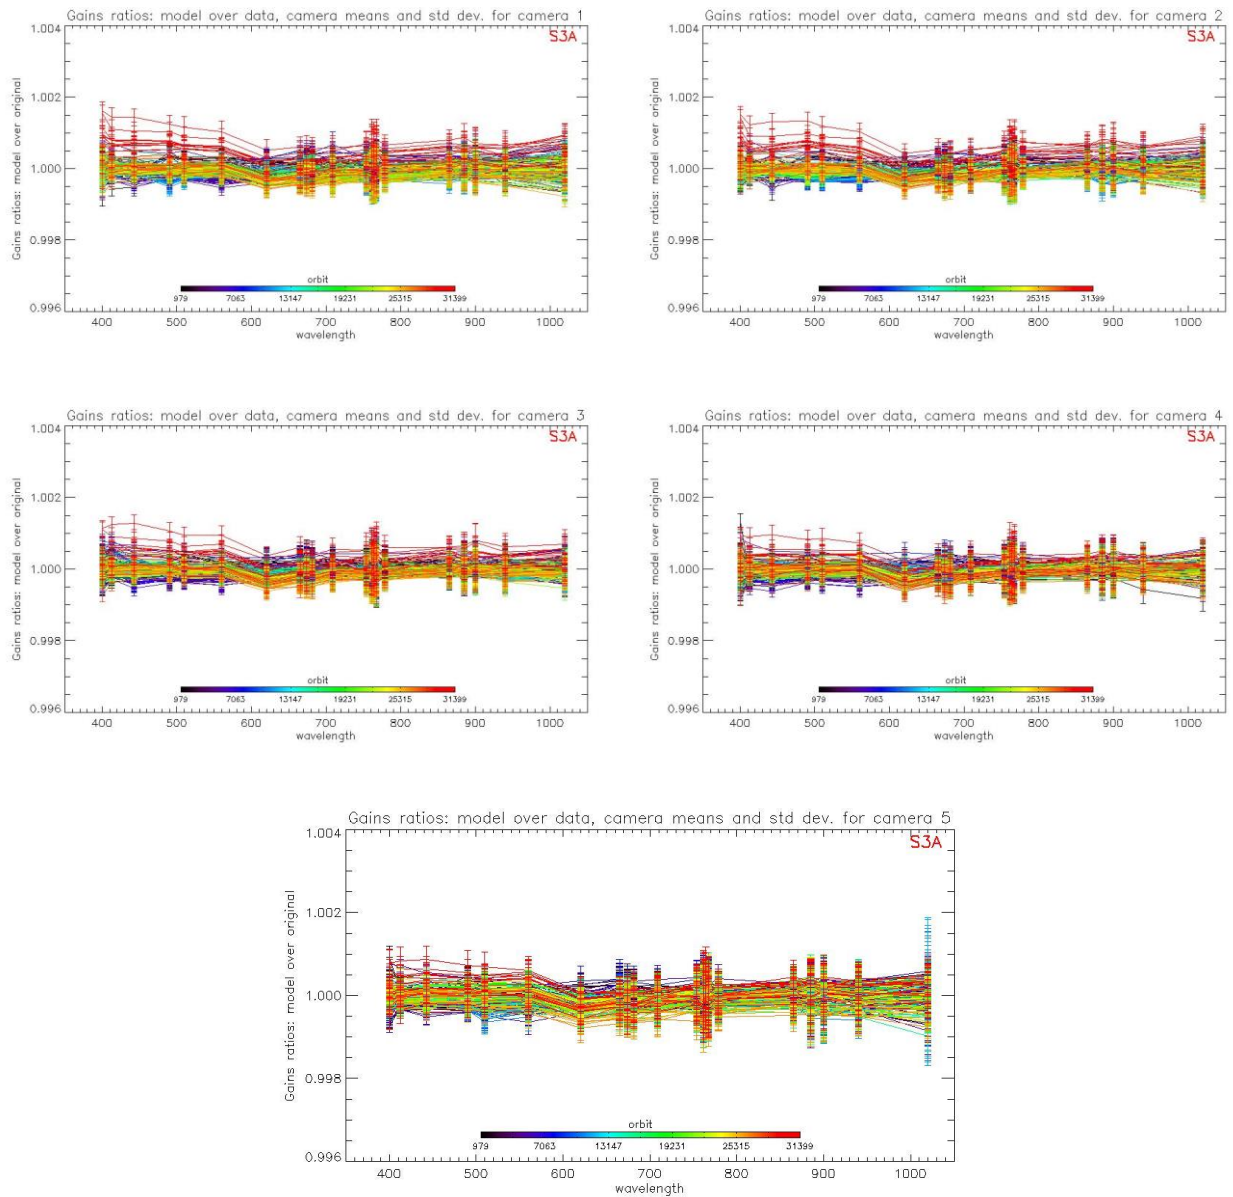 Gains ratios: model over data, camera means and std dev. for camera 1
S3A
Gains ratios: model over original
1.004
1.002
1.000
0.998
0.996
orbit
979 7063 13147 19231 25315 31399
400 500 600 700 800 900 1000
wavelength
Gains ratios: model over data, camera means and std dev. for camera 2
S3A
Gains ratios: model over original
1.004
1.002
1.000
0.998
0.996
orbit
979 7063 13147 19231 25315 31399
400 500 600 700 800 900 1000
wavelength
Gains ratios: model over data, camera means and std dev. for camera 3
S3A
Gains ratios: model over original
1.004
1.002
1.000
0.998
0.996
orbit
979 7063 13147 19231 25315 31399
400 500 600 700 800 900 1000
wavelength
Gains ratios: model over data, camera means and std dev. for camera 4
S3A
Gains ratios: model over original
1.004
1.002
1.000
0.998
0.996
orbit
979 7063 13147 19231 25315 31399
400 500 600 700 800 900 1000
wavelength
Gains ratios: model over data, camera means and std dev. for camera 5
S3A
Gains ratios: model over original
1.004
1.002
1.000
0.998
0.996
orbit
979 7063 13147 19231 25315 31399
400 500 600 700 800 900 1000
wavelength